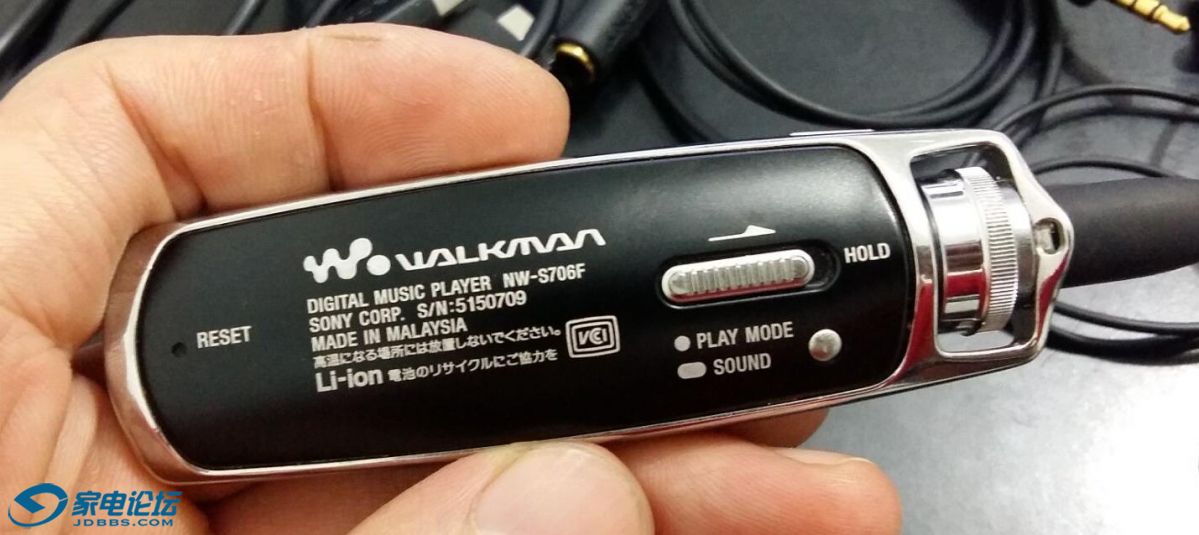 WALKMAN
DIGITAL MUSIC PLAYER NW-S706F
SONY CORP. S/N:5150709
MADE IN MALAYSIA
高温になる場所には放置しないでください。
Li-ion 電池のリサイクルにご協力を
VCI
RESET
HOLD
PLAY MODE
SOUND
家电论坛
JDBBS.COM